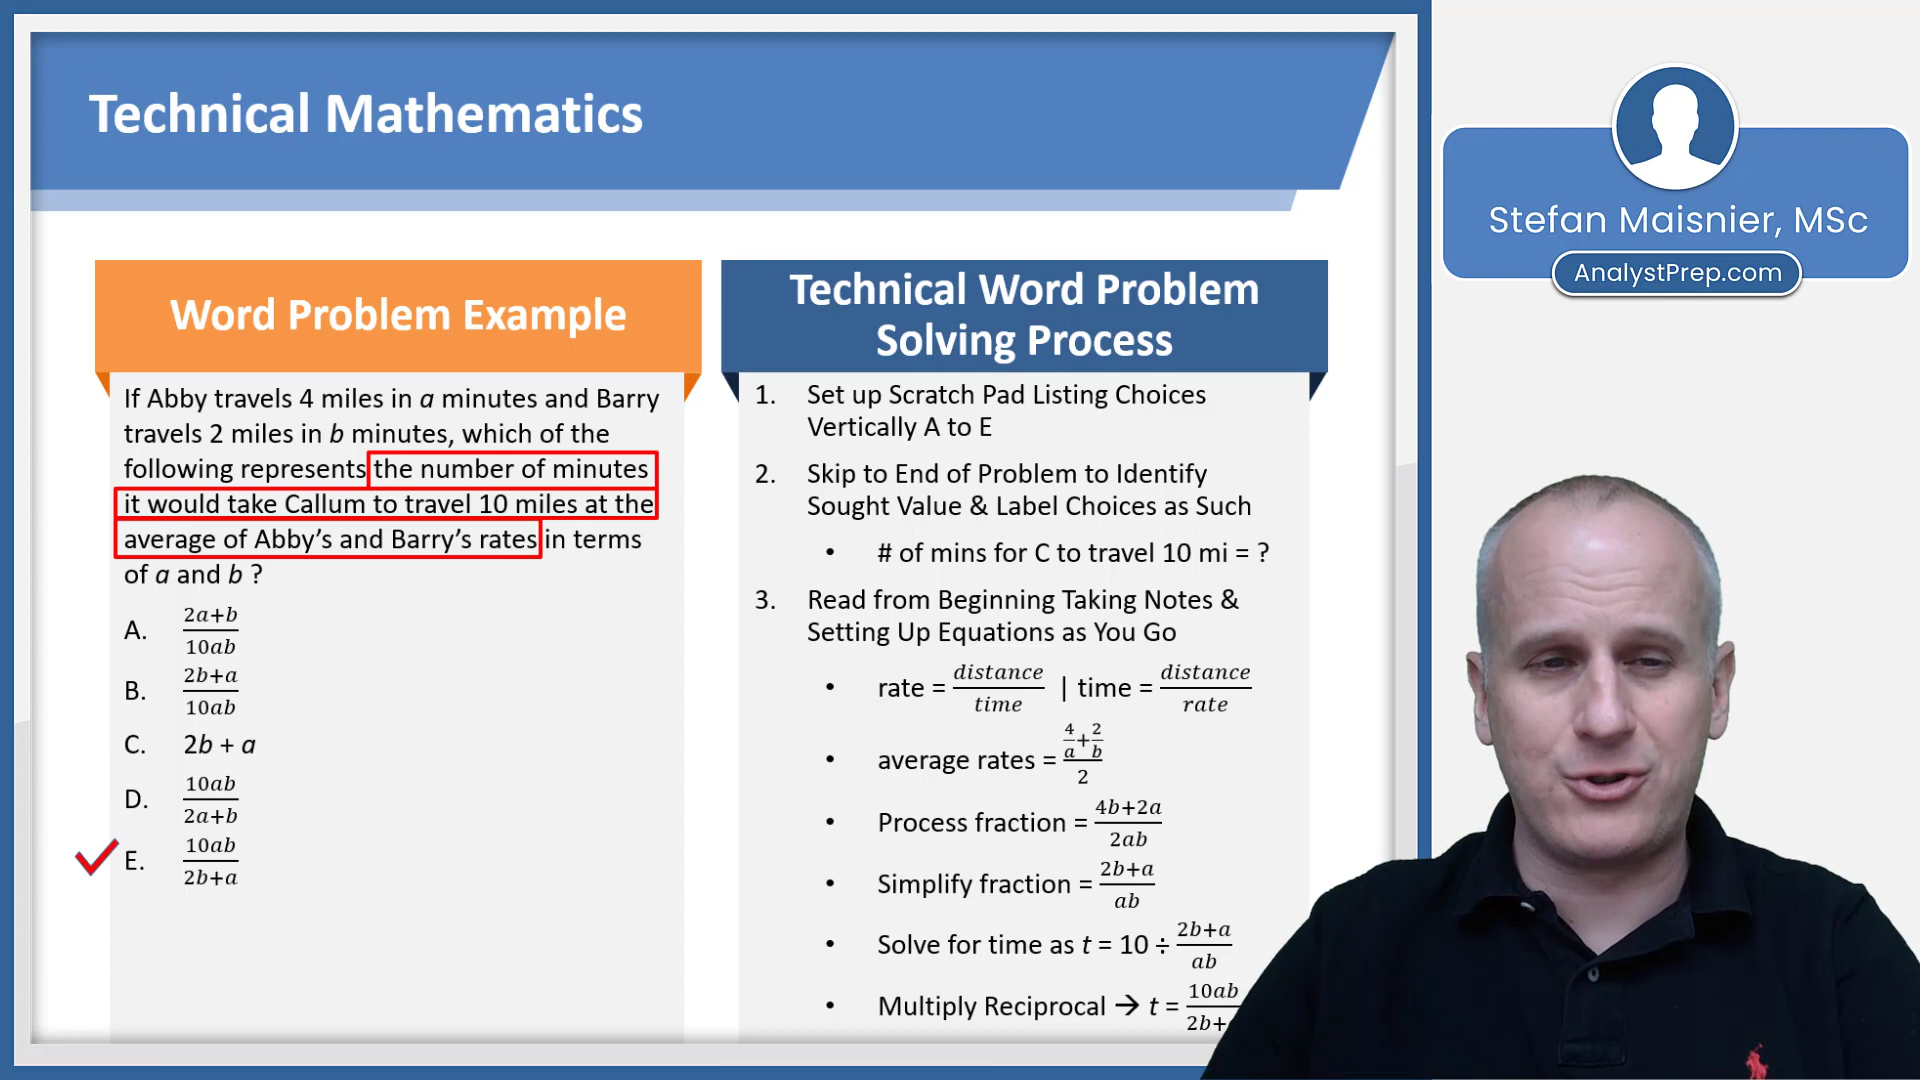 Technical Mathematics
Stefan Maisnier, MSc
AnalystPrep.com
Word Problem Example
If Abby travels 4 miles in a minutes and Barry
travels 2 miles in b minutes, which of the
following represents the number of minutes
it would take Callum to travel 10 miles at the
average of Abby’s and Barry’s rates in terms
of a and b ?
A. (2a+b)/(10ab)
B. (2b+a)/(10ab)
C. 2b + a
D. (10ab)/(2a+b)
E. (10ab)/(2b+a)
Technical Word Problem
Solving Process
1. Set up Scratch Pad Listing Choices
Vertically A to E
2. Skip to End of Problem to Identify
Sought Value & Label Choices as Such
• # of mins for C to travel 10 mi = ?
3. Read from Beginning Taking Notes &
Setting Up Equations as You Go
• rate = distance/time | time = distance/rate
• average rates = (4/a+2/b)/2
• Process fraction = (4b+2a)/(2ab)
• Simplify fraction = (2b+a)/(ab)
• Solve for time as t = 10 ÷ (2b+a)/(ab)
• Multiply Reciprocal → t = 10ab/2b+